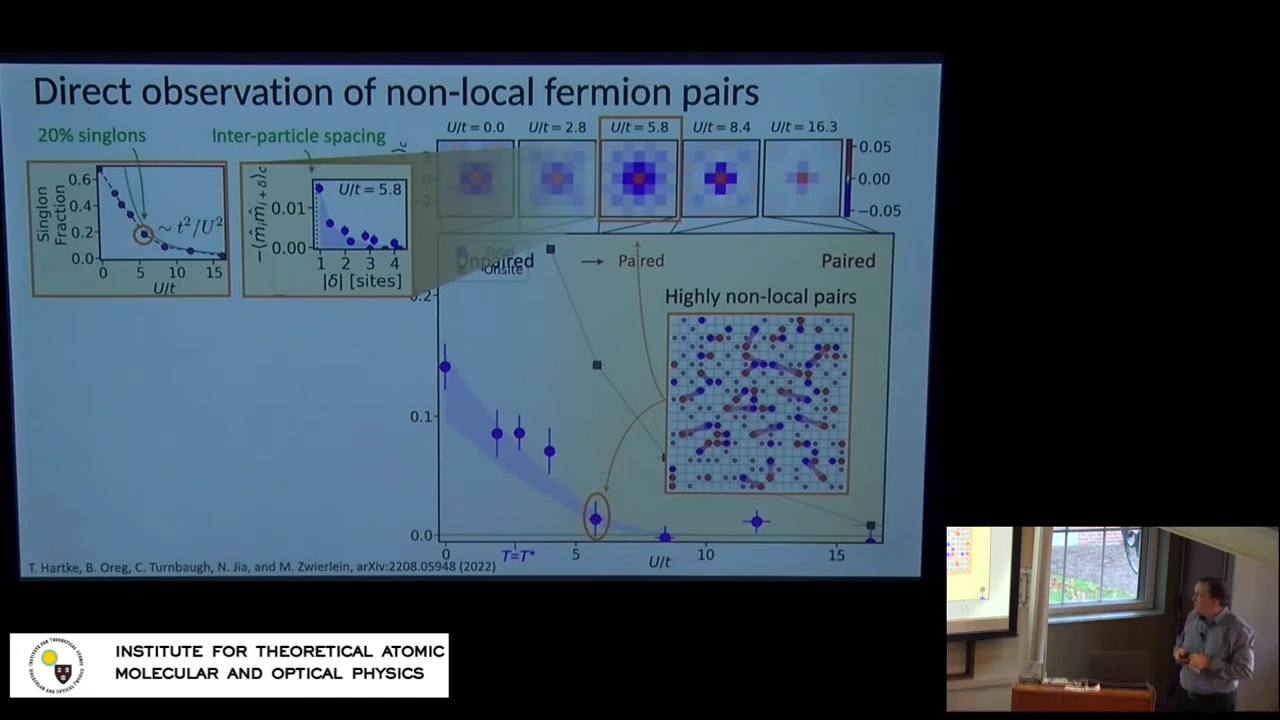 Direct observation of non-local fermion pairs
20% singlons
Inter-particle spacing
U/t = 0.0
U/t = 2.8
U/t = 5.8
U/t = 8.4
U/t = 16.3
0.05
0.00
−0.05
Singlon
Fraction
0.6
0.4
0.2
0.0
~ t²/U²
0
5
10
15
U/t
−⟨m̂ᵢm̂ᵢ₊δ⟩c
U/t = 5.8
0.01
0.00
1
2
3
4
|δ| [sites]
Unpaired
→ Paired
Paired
Total
Onsite
Highly non-local pairs
0.2
0.1
0.0
0
T=T*
5
10
15
U/t
T. Hartke, B. Oreg, C. Turnbaugh, N. Jia, and M. Zwierlein, arXiv:2208.05948 (2022)
INSTITUTE FOR THEORETICAL ATOMIC
MOLECULAR AND OPTICAL PHYSICS